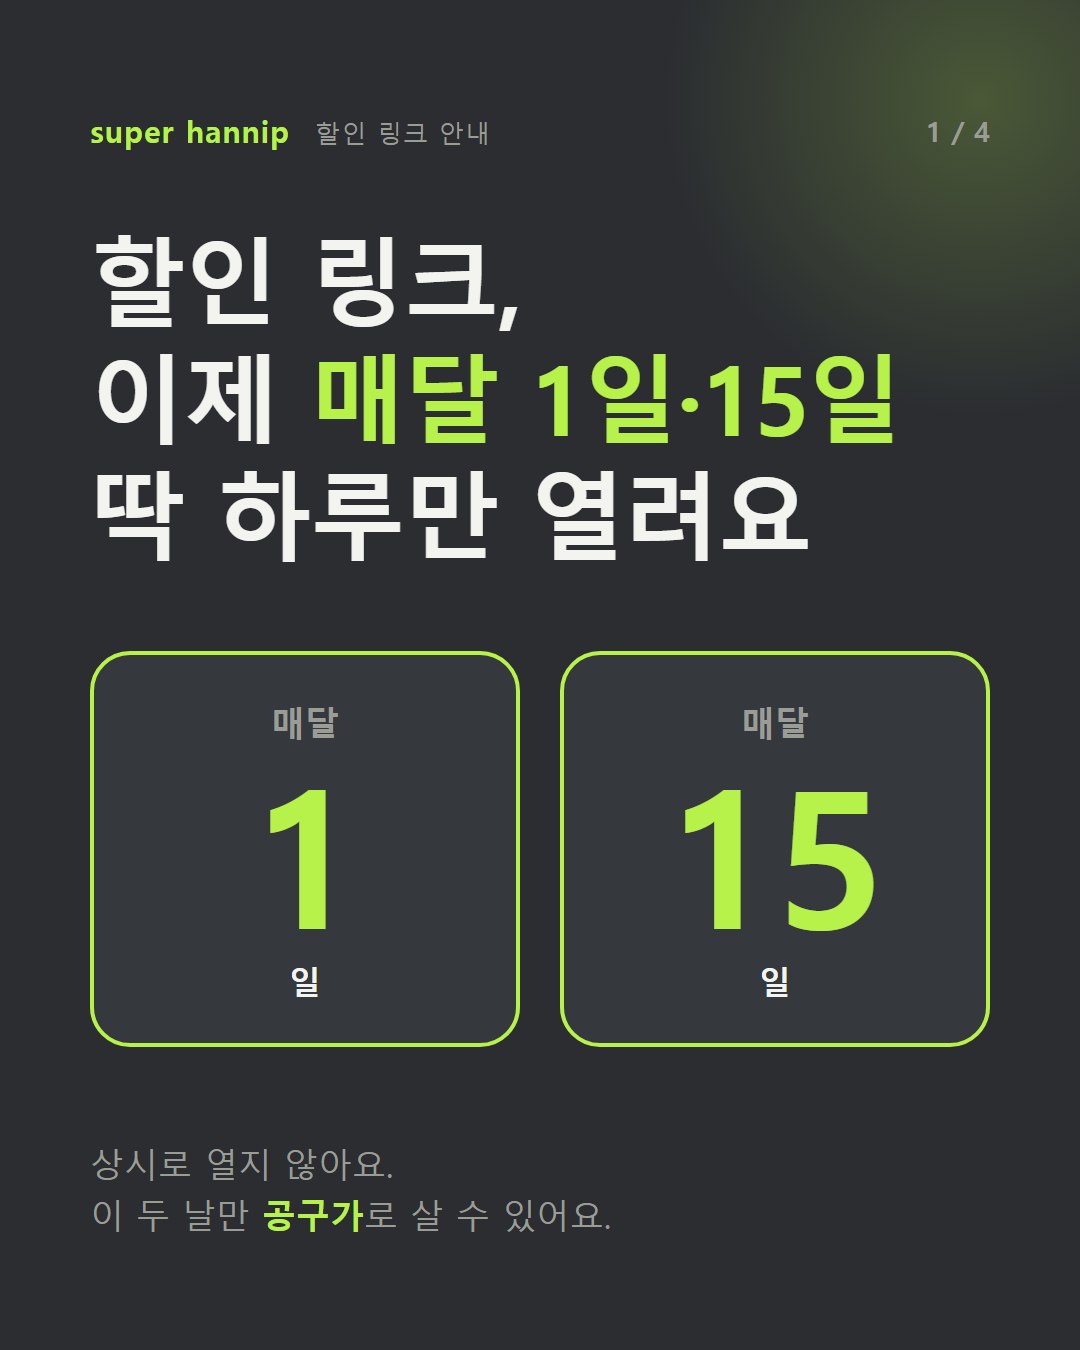 super hannip 할인 링크 안내
1 / 4
할인 링크,
이제 매달 1일·15일
딱 하루만 열려요
매달
1
일
매달
15
일
상시로 열지 않아요.
이 두 날만 공구가로 살 수 있어요.